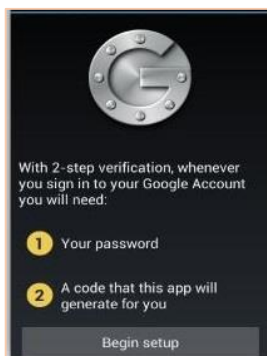 With 2-step verification, whenever
you sign in to your Google Account
you will need:
1 Your password
2 A code that this app will
generate for you
Begin setup